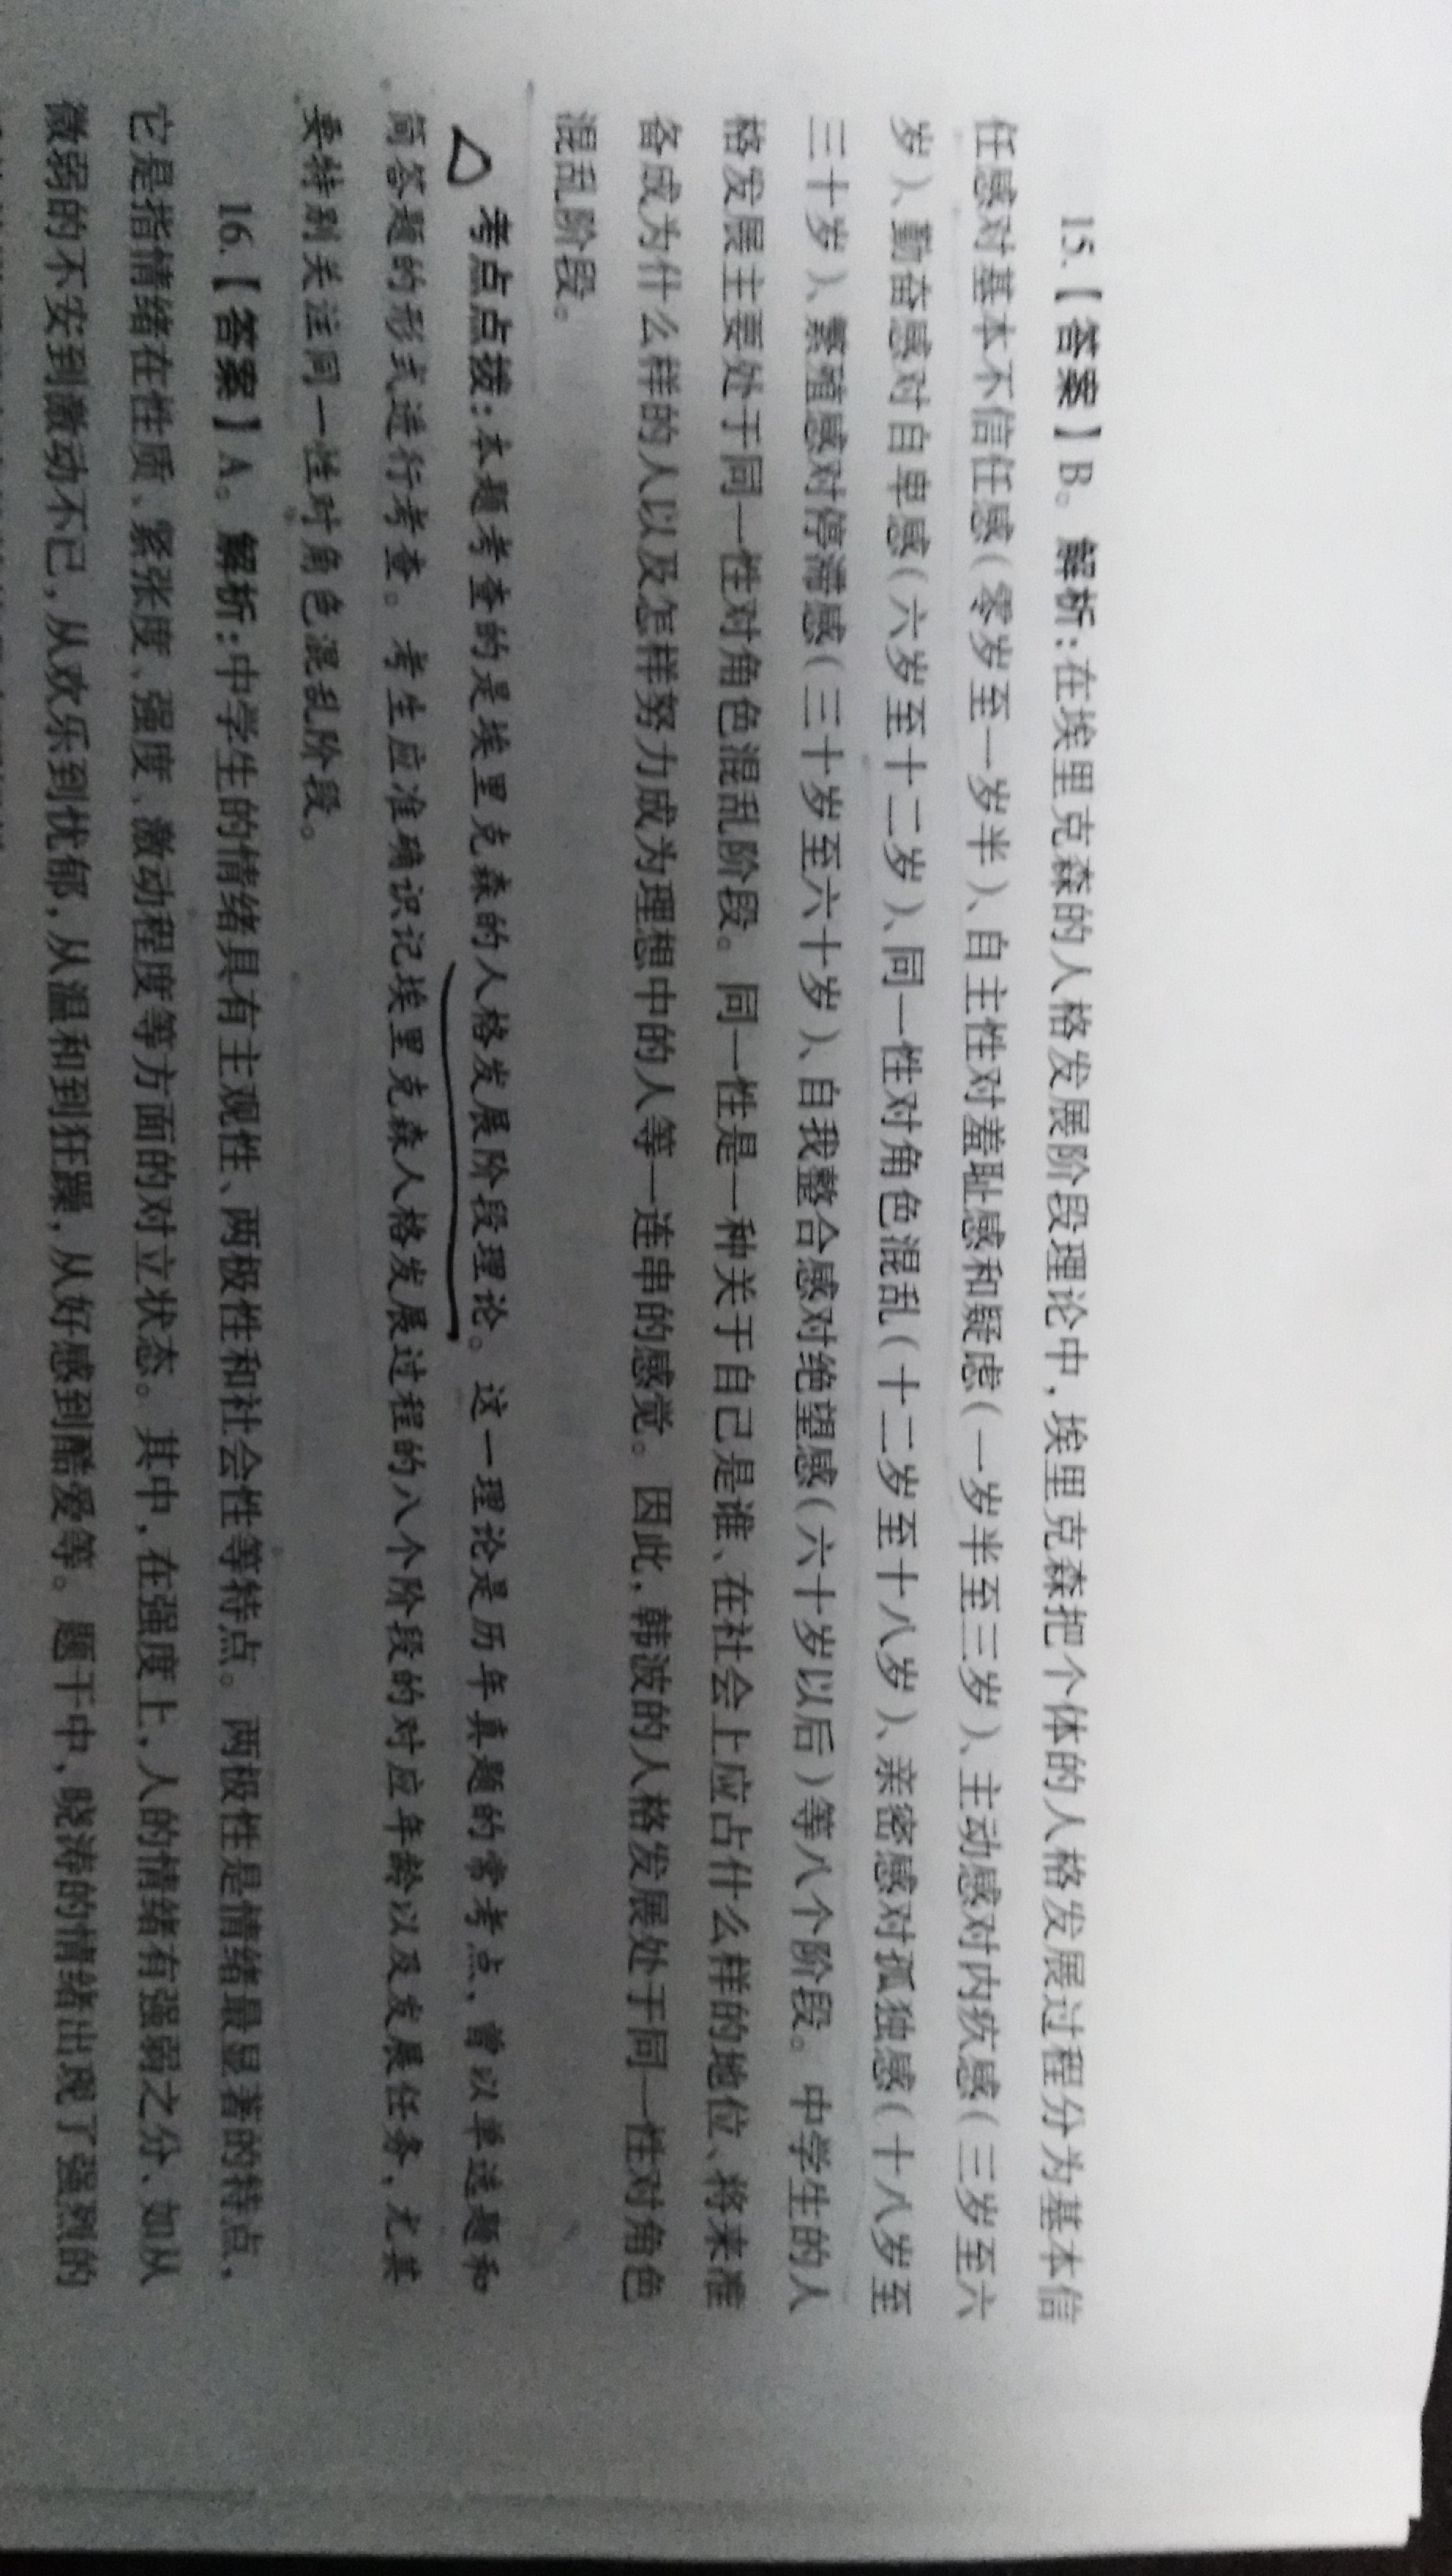 15.【答案】B。 解析:在埃里克森的人格发展阶段理论中,埃里克森把个体的人格发展过程分为基本信
任感对基本不信任感(零岁至一岁半)、自主性对羞耻感和疑虑(一岁半至三岁)、主动感对内疚感(三岁至六
岁)、勤奋感对自卑感(六岁至十二岁)、同一性对角色混乱(十二岁至十八岁)、亲密感对孤独感(十八岁至
三十岁)、繁殖感对停滞感(三十岁至六十岁)、自我整合感对绝望感(六十岁以后)等八个阶段。中学生的人
格发展主要处于同一性对角色混乱阶段。同一性是一种关于自己是谁、在社会上应占什么样的地位、将来准
备成为什么样的人以及怎样努力成为理想中的人等一连串的感觉。因此,韩波的人格发展处于同一性对角色
混乱阶段。
考点点拨:本题考查的是埃里克森的人格发展阶段理论。这一理论是历年真题的常考点,曾以单选题和
简答题的形式进行考查。考生应准确识记埃里克森人格发展过程的八个阶段的对应年龄以及发展任务,尤其
要特别关注同一性对角色混乱阶段。
16.【答案】A。 解析:中学生的情绪具有主观性、两极性和社会性等特点。两极性是情绪最显著的特点,
它是指情绪在性质、紧张度、强度、激动程度等方面的对立状态。其中,在强度上,人的情绪有强弱之分,如从
微弱的不安到激动不已,从欢乐到忧郁,从温和到狂躁,从好感到酷爱等。题干中,晓涛的情绪出现了强烈的